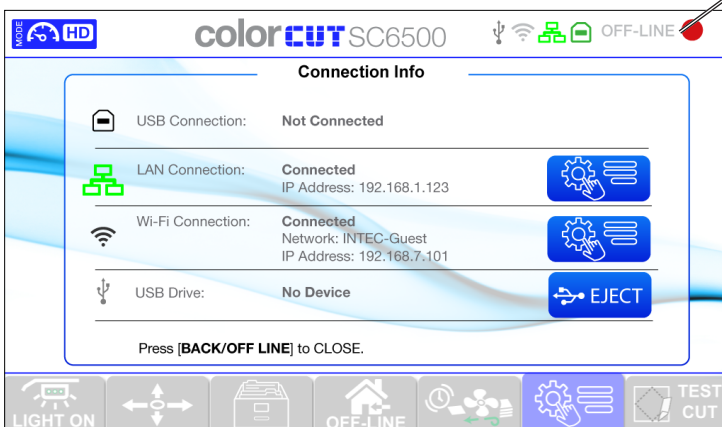 MODE HD colorCUT SC6500 OFF-LINE
Connection Info
USB Connection: Not Connected
LAN Connection: Connected
IP Address: 192.168.1.123
Wi-Fi Connection: Connected
Network: INTEC-Guest
IP Address: 192.168.7.101
USB Drive: No Device
EJECT
Press [BACK/OFF LINE] to CLOSE.
LIGHT ON
OFF-LINE
TEST
CUT